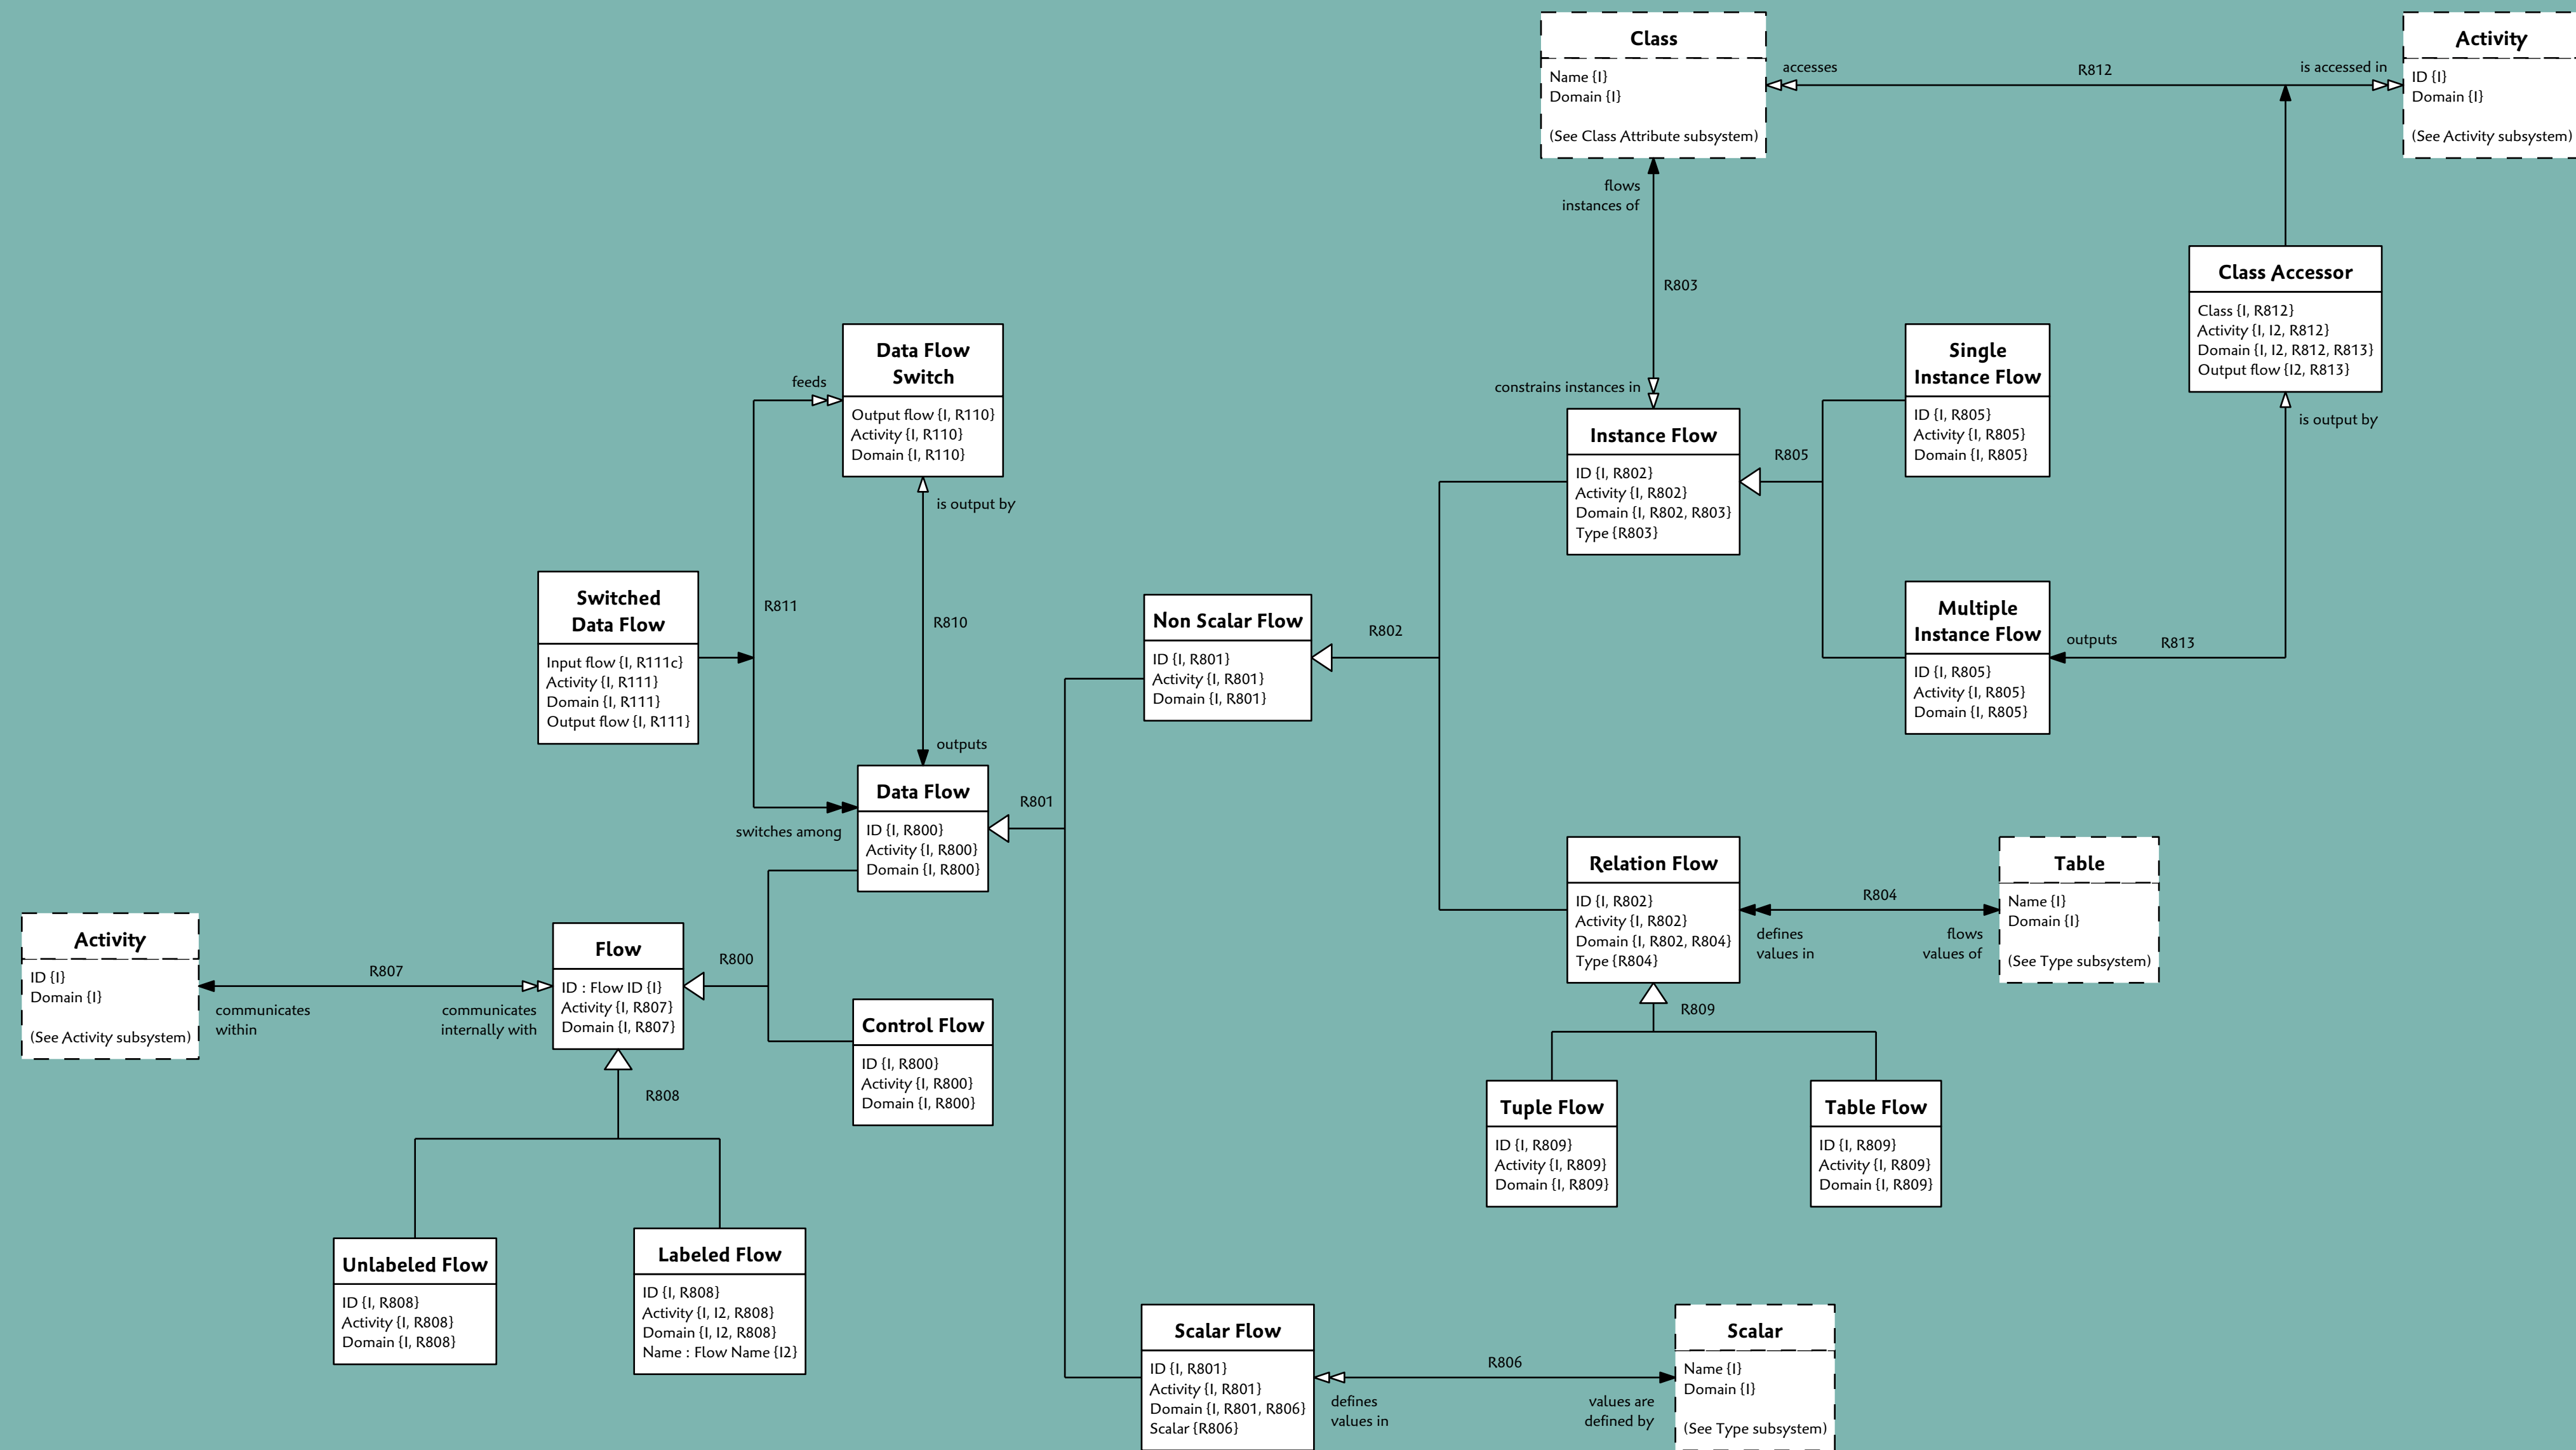 Class
Name {I}
Domain {I}
(See Class Attribute subsystem)
accesses
R812
is accessed in
Activity
ID {I}
Domain {I}
(See Activity subsystem)
flows
instances of
R803
constrains instances in
Class Accessor
Class {I, R812}
Activity {I, I2, R812}
Domain {I, I2, R812, R813}
Output flow {I2, R813}
is output by
Data Flow
Switch
Output flow {I, R110}
Activity {I, R110}
Domain {I, R110}
feeds
is output by
R811
R810
Single
Instance Flow
ID {I, R805}
Activity {I, R805}
Domain {I, R805}
Instance Flow
ID {I, R802}
Activity {I, R802}
Domain {I, R802, R803}
Type {R803}
R805
Switched
Data Flow
Input flow {I, R111c}
Activity {I, R111}
Domain {I, R111}
Output flow {I, R111}
Non Scalar Flow
ID {I, R801}
Activity {I, R801}
Domain {I, R801}
R802
Multiple
Instance Flow
ID {I, R805}
Activity {I, R805}
Domain {I, R805}
outputs
R813
outputs
switches among
Data Flow
ID {I, R800}
Activity {I, R800}
Domain {I, R800}
R801
Relation Flow
ID {I, R802}
Activity {I, R802}
Domain {I, R802, R804}
Type {R804}
R804
defines
values in
flows
values of
Table
Name {I}
Domain {I}
(See Type subsystem)
Activity
ID {I}
Domain {I}
(See Activity subsystem)
R807
communicates
within
communicates
internally with
Flow
ID : Flow ID {I}
Activity {I, R807}
Domain {I, R807}
R800
Control Flow
ID {I, R800}
Activity {I, R800}
Domain {I, R800}
R809
R808
Tuple Flow
ID {I, R809}
Activity {I, R809}
Domain {I, R809}
Table Flow
ID {I, R809}
Activity {I, R809}
Domain {I, R809}
Unlabeled Flow
ID {I, R808}
Activity {I, R808}
Domain {I, R808}
Labeled Flow
ID {I, R808}
Activity {I, I2, R808}
Domain {I, I2, R808}
Name : Flow Name {I2}
Scalar Flow
ID {I, R801}
Activity {I, R801}
Domain {I, R801, R806}
Scalar {R806}
R806
defines
values in
values are
defined by
Scalar
Name {I}
Domain {I}
(See Type subsystem)